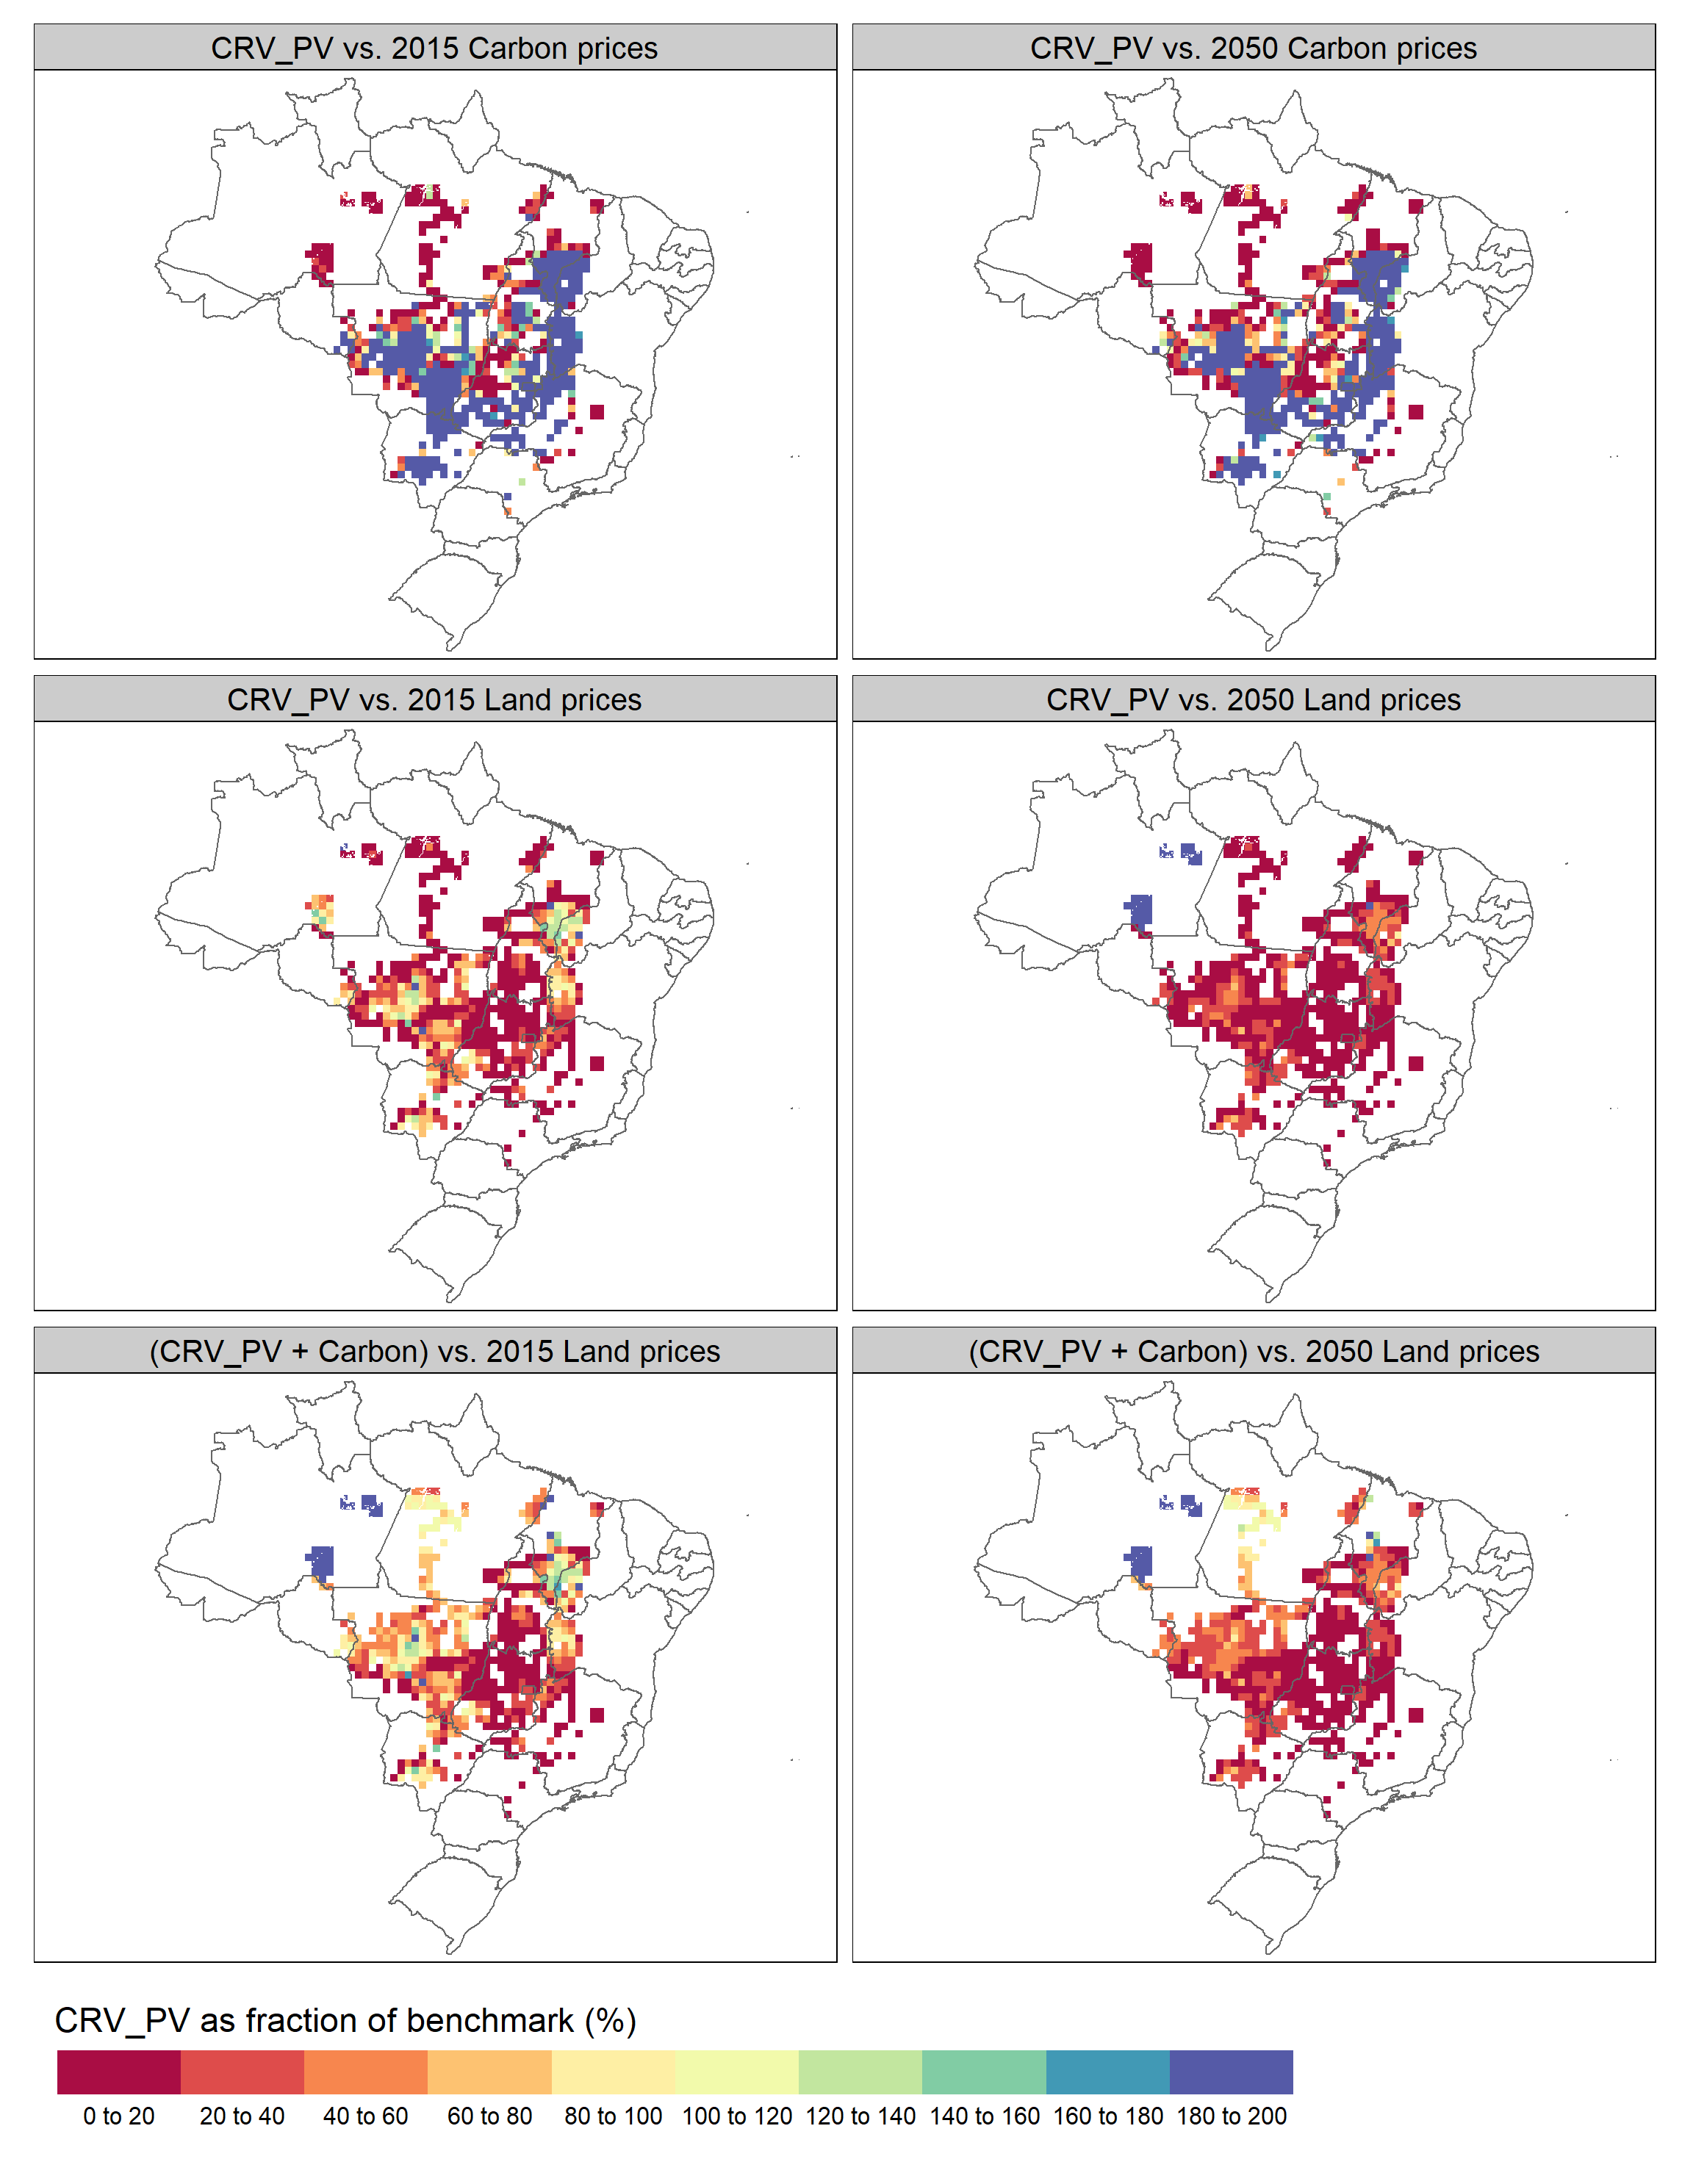 CRV_PV vs. 2015 Carbon prices
CRV_PV vs. 2050 Carbon prices
CRV_PV vs. 2015 Land prices
CRV_PV vs. 2050 Land prices
(CRV_PV + Carbon) vs. 2015 Land prices
(CRV_PV + Carbon) vs. 2050 Land prices
CRV_PV as fraction of benchmark (%)
0 to 20 20 to 40 40 to 60 60 to 80 80 to 100 100 to 120 120 to 140 140 to 160 160 to 180 180 to 200